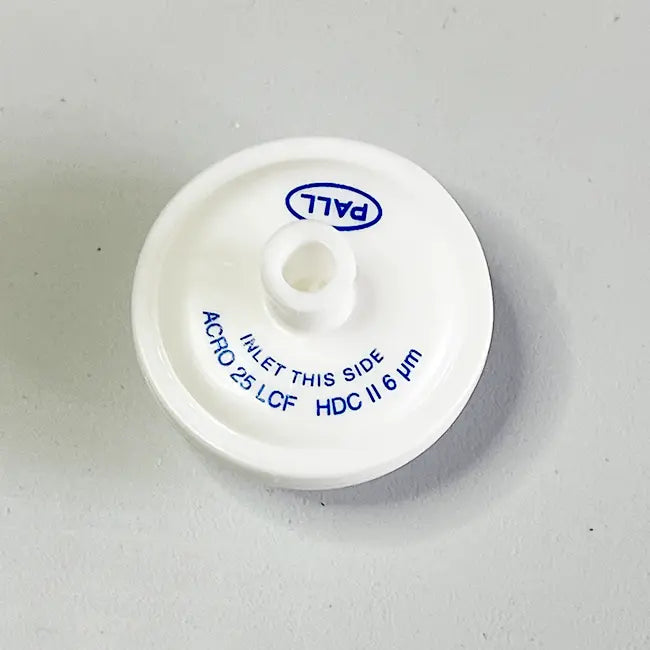 PALL
INLET THIS SIDE
ACRO 25 LCF HDC II 6 µm